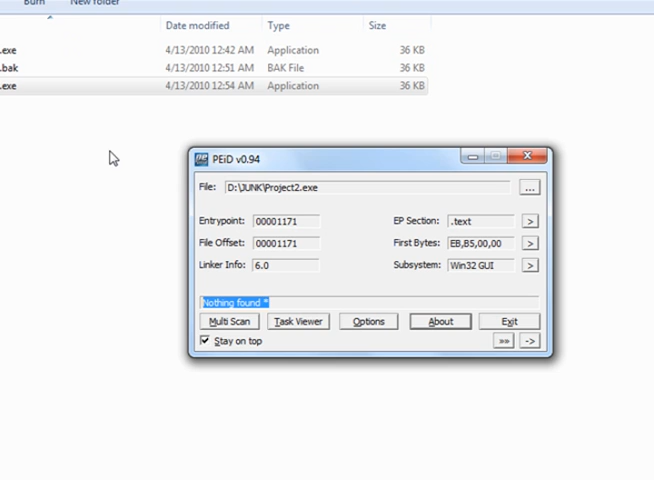 Burn New folder
Date modified Type Size
.exe 4/13/2010 12:42 AM Application 36 KB
.bak 4/13/2010 12:51 AM BAK File 36 KB
.exe 4/13/2010 12:54 AM Application 36 KB
PEiD v0.94
File: D:\JUNK\Project2.exe ...
Entrypoint: 00001171 EP Section: .text >
File Offset: 00001171 First Bytes: EB,B5,00,00 >
Linker Info: 6.0 Subsystem: Win32 GUI >
Nothing found *
Multi Scan Task Viewer Options About Exit
Stay on top »» ->